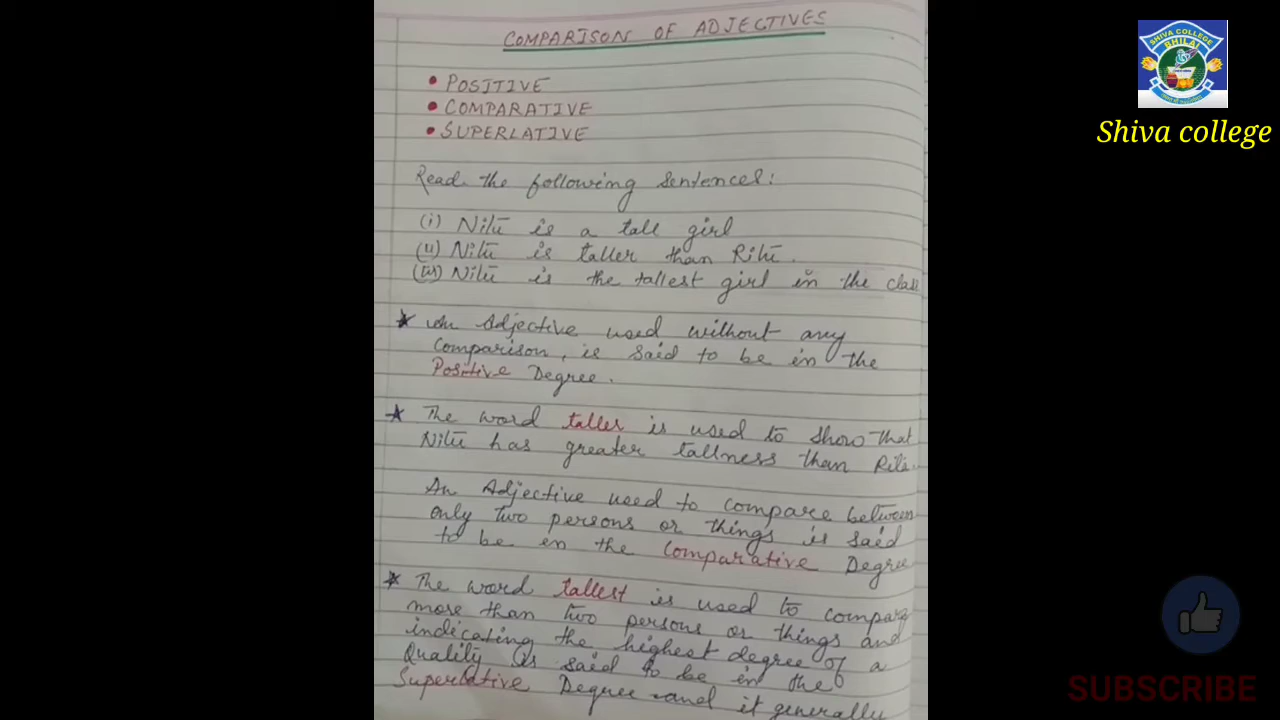 COMPARISON OF ADJECTIVES
• POSITIVE
• COMPARATIVE
• SUPERLATIVE
Read the following sentences:
(i) Nitu is a tall girl
(ii) Nitu is taller than Ritu.
(iii) Nitu is the tallest girl in the class
★ An Adjective used without any
comparison, is said to be in the
Positive Degree.
★ The word taller is used to show that
Nitu has greater tallness than Ritu.
An Adjective used to compare between
only two persons or things is said
to be in the Comparative Degree
★ The word tallest is used to compare
more than two persons or things and
indicating the highest degree of a
Quality is said to be in the
Superlative Degree and it generally
SHIVA COLLEGE
BHILAI
Shiva college
SUBSCRIBE